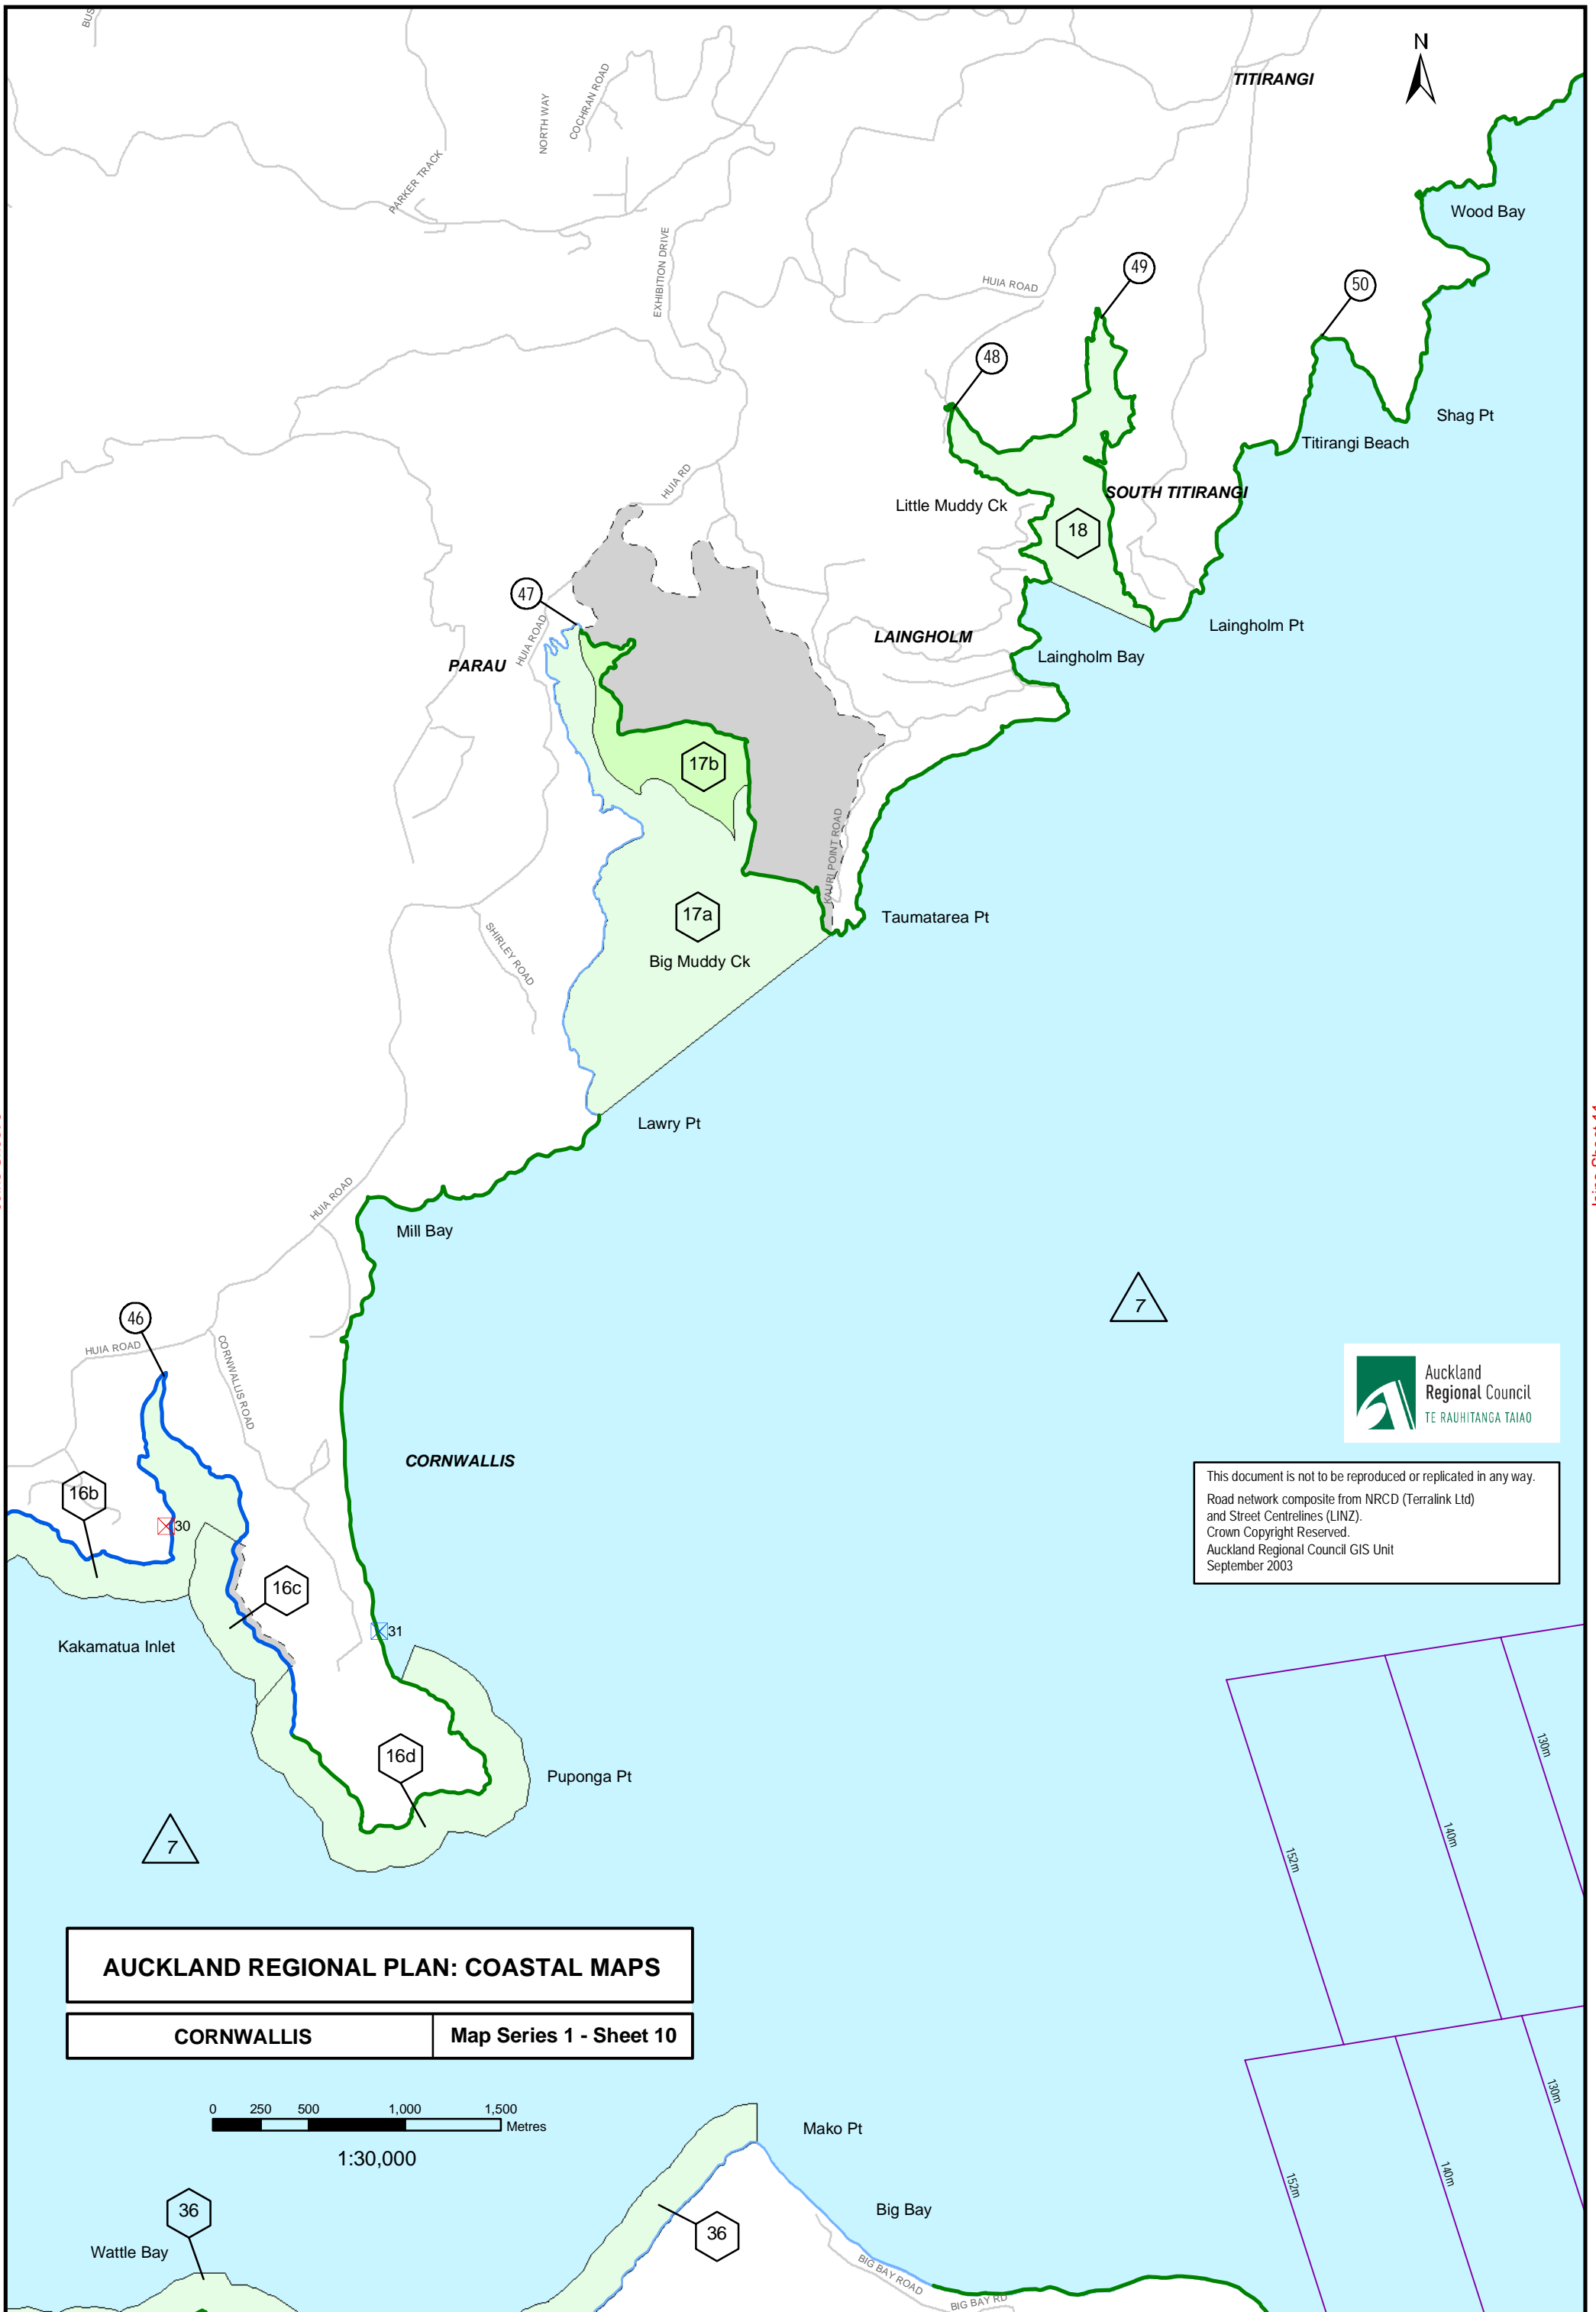 BUS
COCHRAN ROAD
NORTH WAY
PARKER TRACK
EXHIBITION DRIVE
TITIRANGI
N
Wood Bay
HUIA ROAD
49
50
48
Shag Pt
Titirangi Beach
HUIA RD
Little Muddy Ck
SOUTH TITIRANGI
18
47
HUIA ROAD
PARAU
LAINGHOLM
Laingholm Pt
Laingholm Bay
17b
KAURI POINT ROAD
17a
Big Muddy Ck
Taumatarea Pt
SHIRLEY ROAD
Lawry Pt
HUIA ROAD
Mill Bay
7
46
HUIA ROAD
CORNWALLIS ROAD
CORNWALLIS
Auckland
Regional Council
TE RAUHITANGA TAIAO
This document is not to be reproduced or replicated in any way.
Road network composite from NRCD (Terralink Ltd)
and Street Centrelines (LINZ).
Crown Copyright Reserved.
Auckland Regional Council GIS Unit
September 2003
16b
30
16c
31
Kakamatua Inlet
16d
Puponga Pt
7
130m
140m
152m
AUCKLAND REGIONAL PLAN: COASTAL MAPS
CORNWALLIS
Map Series 1 - Sheet 10
0 250 500 1,000 1,500
Metres
1:30,000
Mako Pt
130m
140m
152m
36
36
Big Bay
Wattle Bay
BIG BAY ROAD
BIG BAY RD